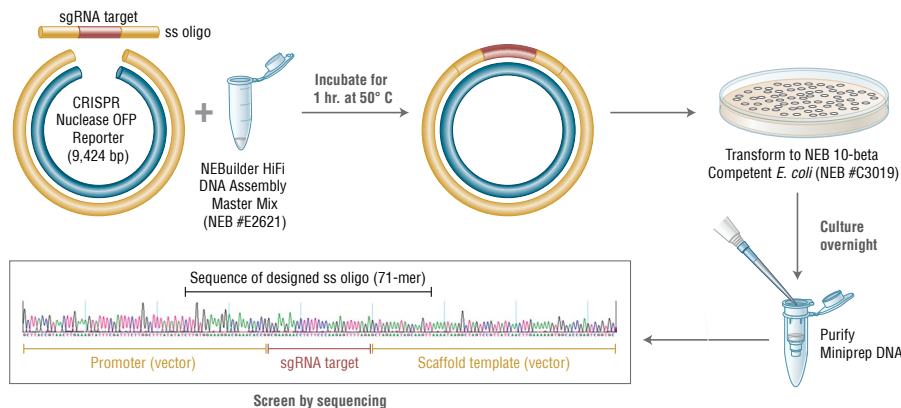 sgRNA target
ss oligo
CRISPR
Nuclease OFP
Reporter
(9,424 bp)
+
NEBuilder HiFi
DNA Assembly
Master Mix
(NEB #E2621)
Incubate for
1 hr. at 50° C
Transform to NEB 10-beta
Competent E. coli (NEB #C3019)
Culture
overnight
Purify
Miniprep DNA
Sequence of designed ss oligo (71-mer)
Promoter (vector)
sgRNA target
Scaffold template (vector)
Screen by sequencing